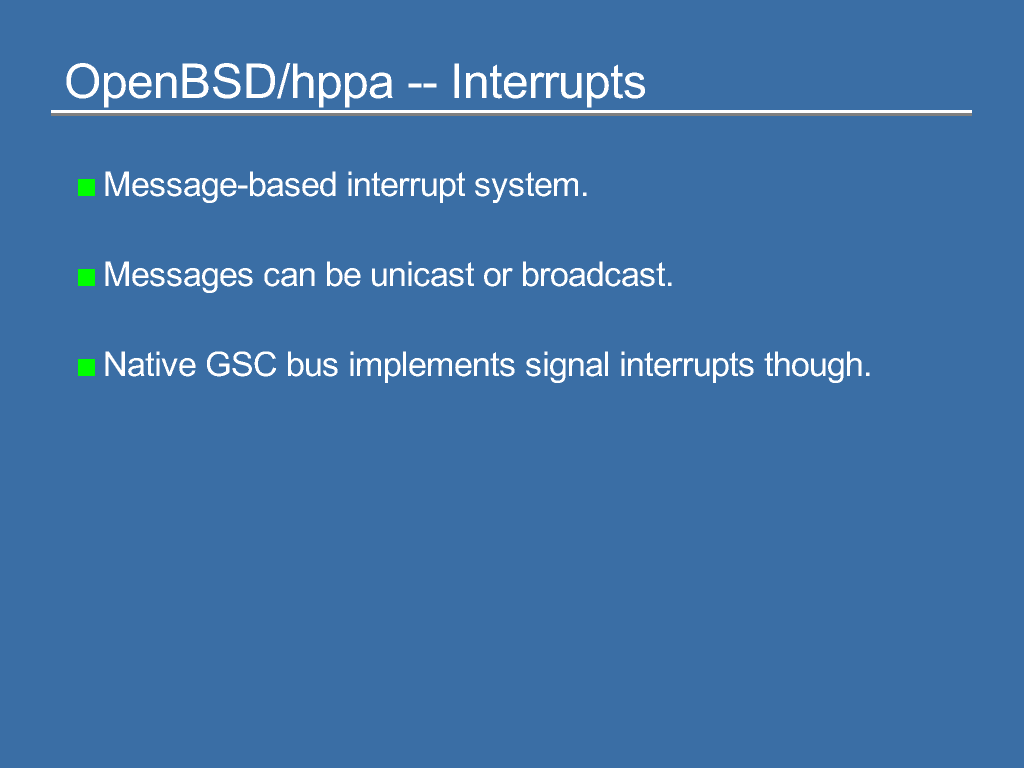 OpenBSD/hppa -- Interrupts
Message-based interrupt system.
Messages can be unicast or broadcast.
Native GSC bus implements signal interrupts though.